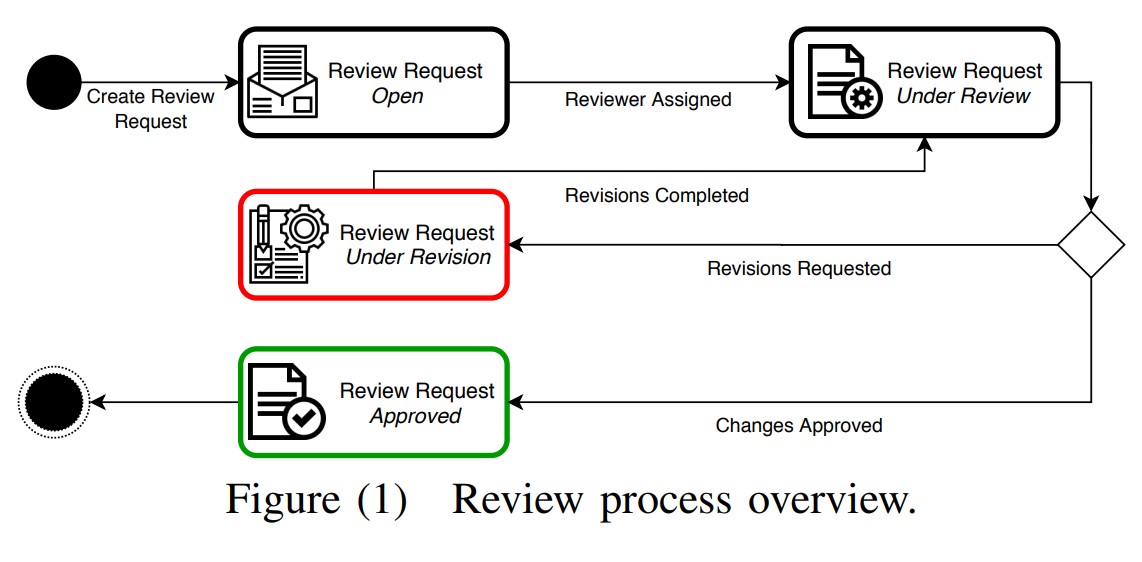 Review Request
Open
Create Review
Request
Reviewer Assigned
Review Request
Under Review
Revisions Completed
Review Request
Under Revision
Revisions Requested
Review Request
Approved
Changes Approved
Figure (1) Review process overview.